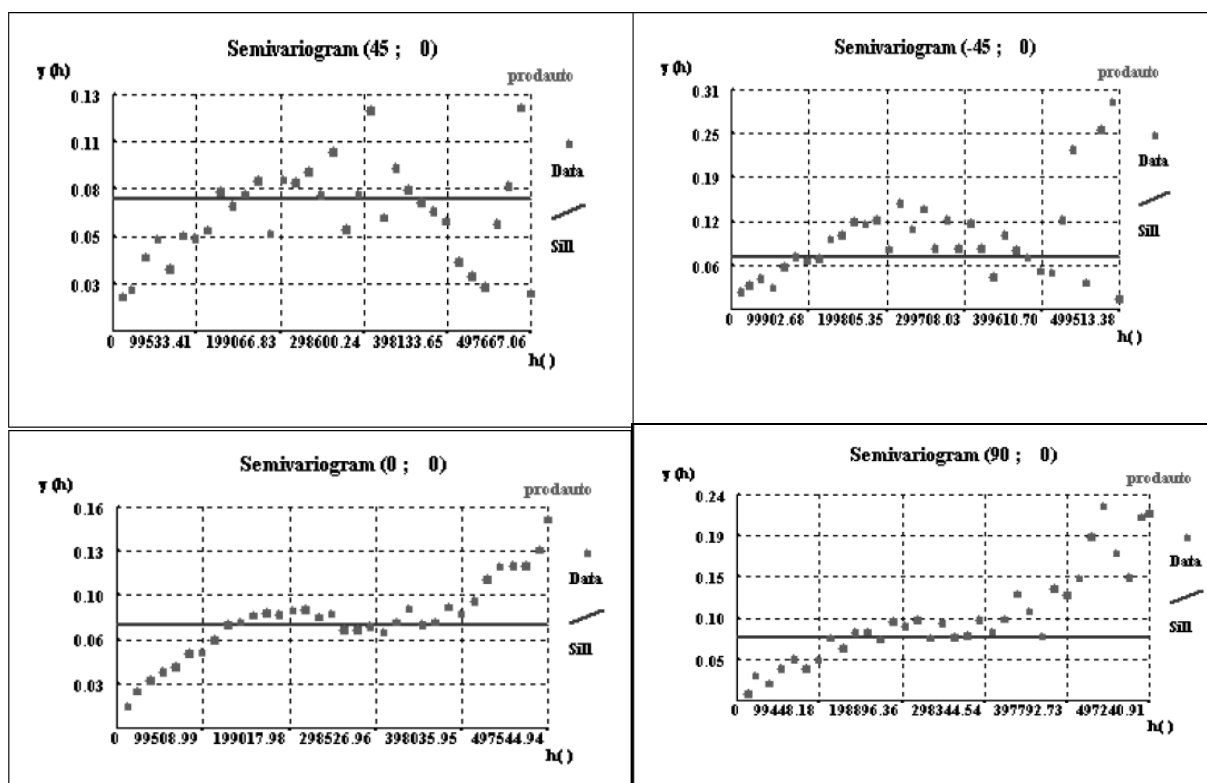 Semivariogram (45 ; 0)
γ (h)
prodauto
0.13
0.11
0.08
0.05
0.03
Data
Sill
0 99533.41 199066.83 298600.24 398133.65 497667.06
h( )
Semivariogram (-45 ; 0)
γ (h)
prodauto
0.31
0.25
0.19
0.12
0.06
Data
Sill
0 99902.68 199805.35 299708.03 399610.70 499513.38
h( )
Semivariogram (0 ; 0)
γ (h)
prodauto
0.16
0.13
0.10
0.06
0.03
Data
Sill
0 99508.99 199017.98 298526.96 398035.95 497544.94
h( )
Semivariogram (90 ; 0)
γ (h)
prodauto
0.24
0.19
0.15
0.10
0.05
Data
Sill
0 99448.18 198896.36 298344.54 397792.73 497240.91
h( )